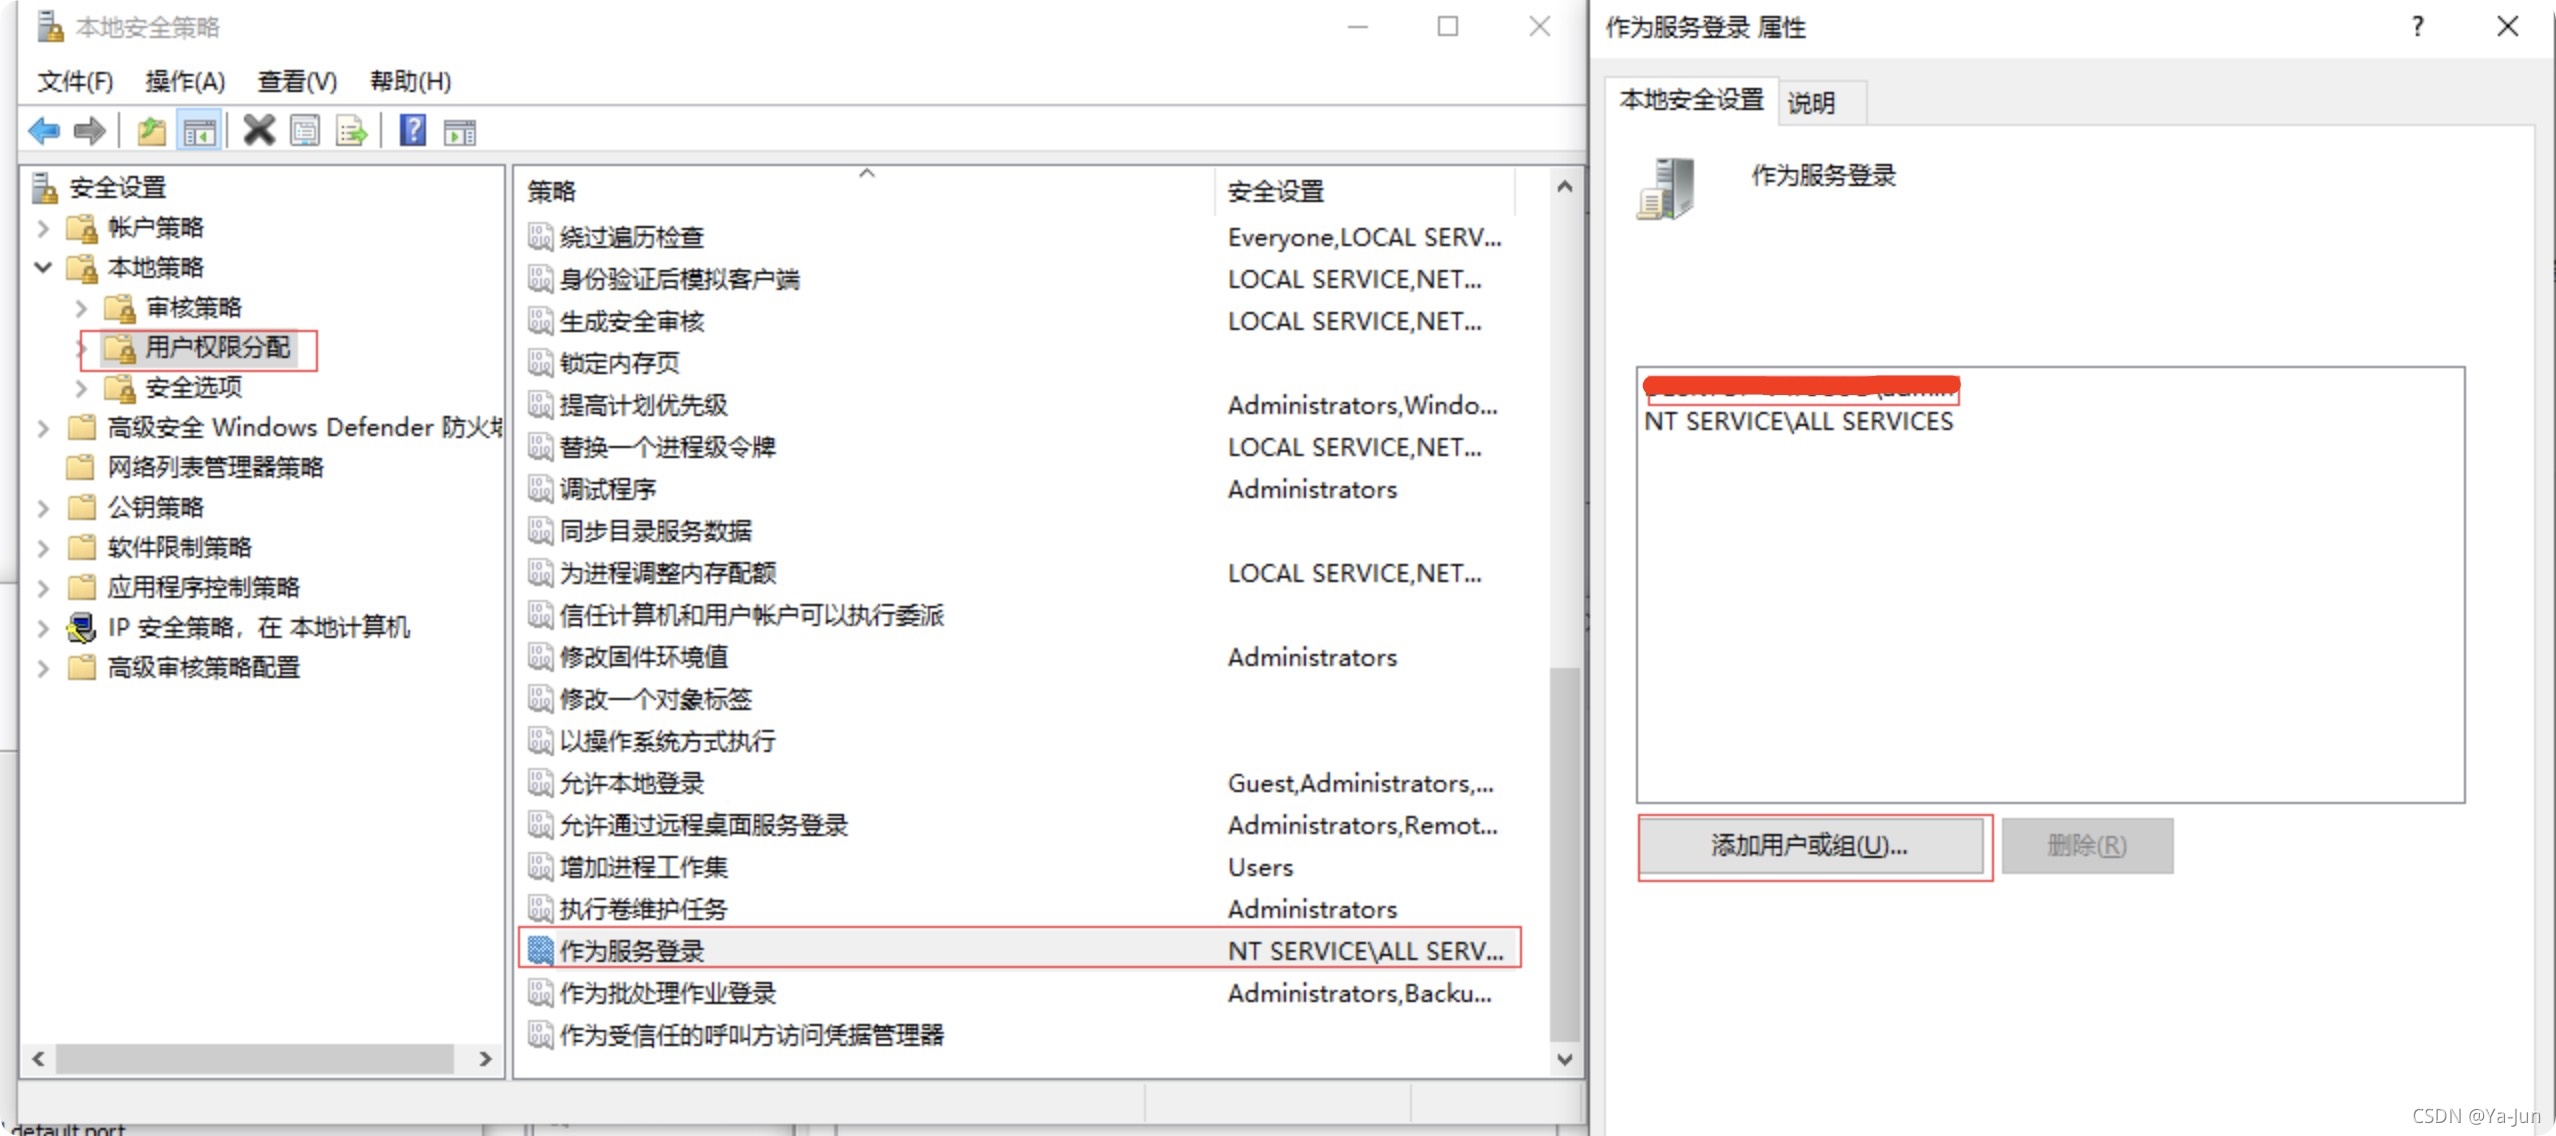 本地安全策略
文件(F) 操作(A) 查看(V) 帮助(H)
安全设置
帐户策略
本地策略
审核策略
用户权限分配
安全选项
高级安全 Windows Defender 防火
网络列表管理器策略
公钥策略
软件限制策略
应用程序控制策略
IP 安全策略，在 本地计算机
高级审核策略配置
策略 安全设置
绕过遍历检查 Everyone,LOCAL SERV...
身份验证后模拟客户端 LOCAL SERVICE,NET...
生成安全审核 LOCAL SERVICE,NET...
锁定内存页
提高计划优先级 Administrators,Windo...
替换一个进程级令牌 LOCAL SERVICE,NET...
调试程序 Administrators
同步目录服务数据
为进程调整内存配额 LOCAL SERVICE,NET...
信任计算机和用户帐户可以执行委派
修改固件环境值 Administrators
修改一个对象标签
以操作系统方式执行
允许本地登录 Guest,Administrators,...
允许通过远程桌面服务登录 Administrators,Remot...
增加进程工作集 Users
执行卷维护任务 Administrators
作为服务登录 NT SERVICE\ALL SERV...
作为批处理作业登录 Administrators,Backu...
作为受信任的呼叫方访问凭据管理器
default port
作为服务登录 属性
本地安全设置 说明
作为服务登录
NT SERVICE\ALL SERVICES
添加用户或组(U)... 删除(R)
CSDN @Ya-Jun